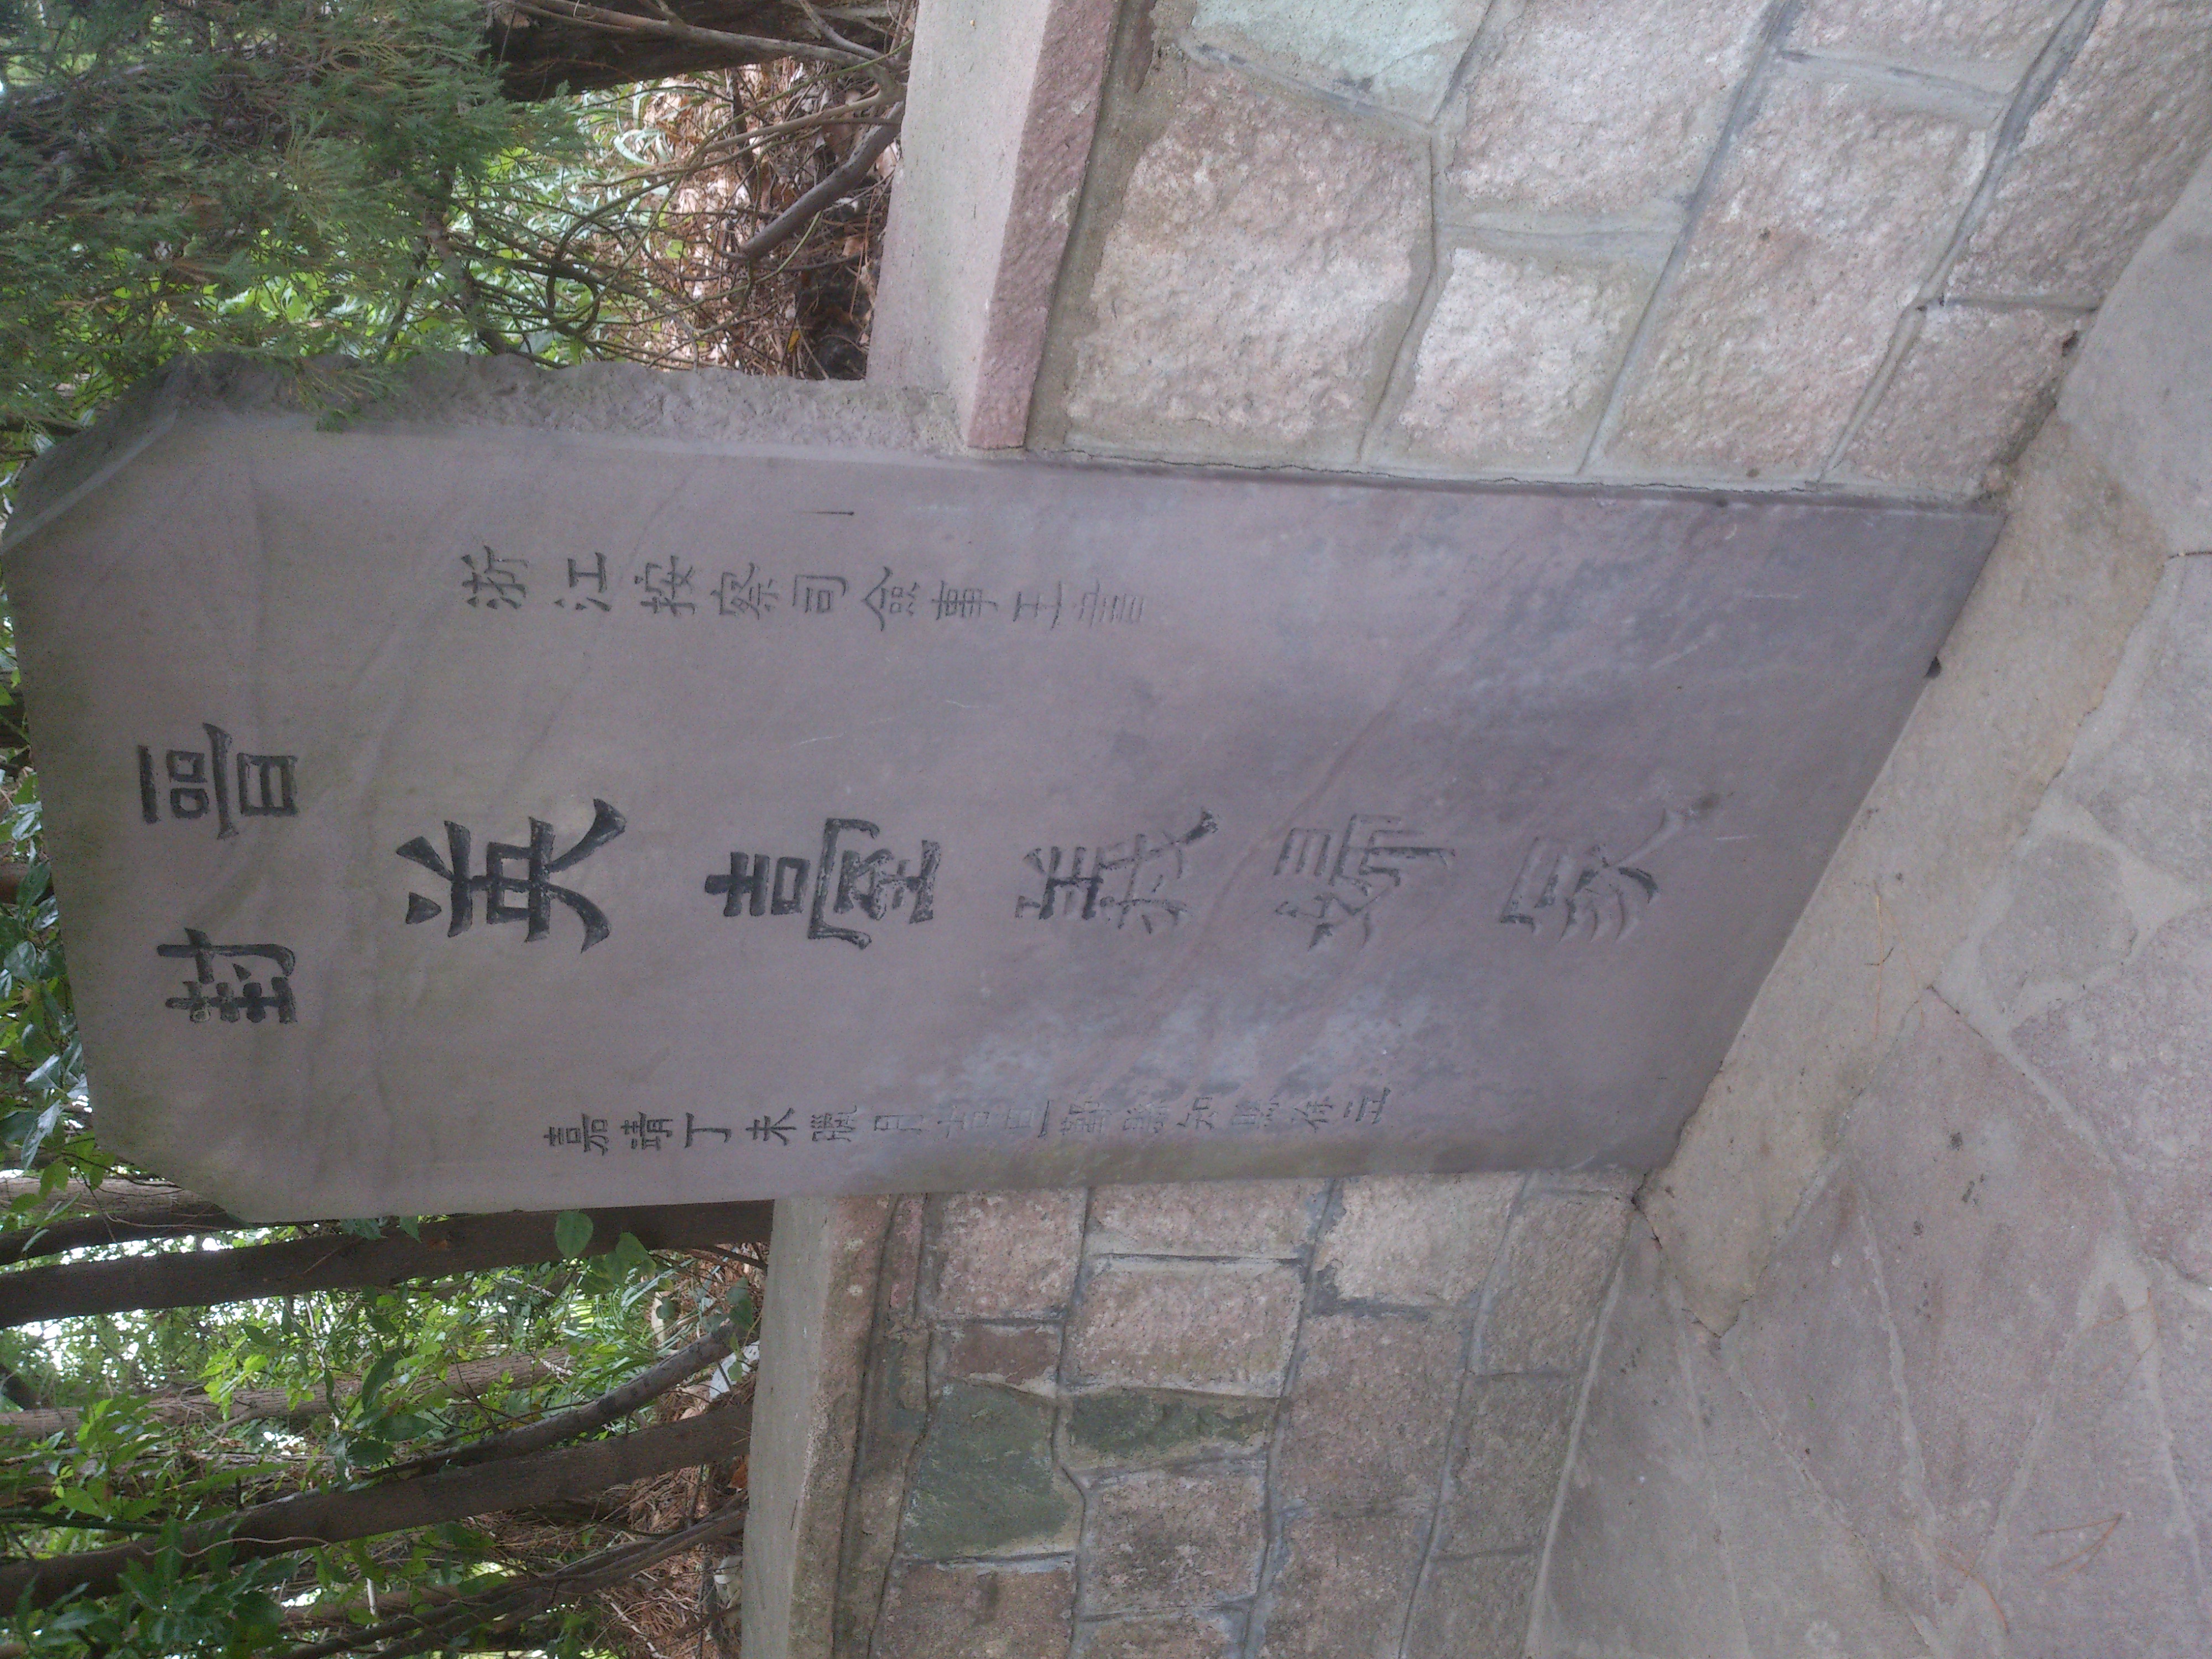 晉封
浙江按察司僉事王書
英臺義婦冢
嘉靖丁未臘月吉旦鄞縣知縣徐立